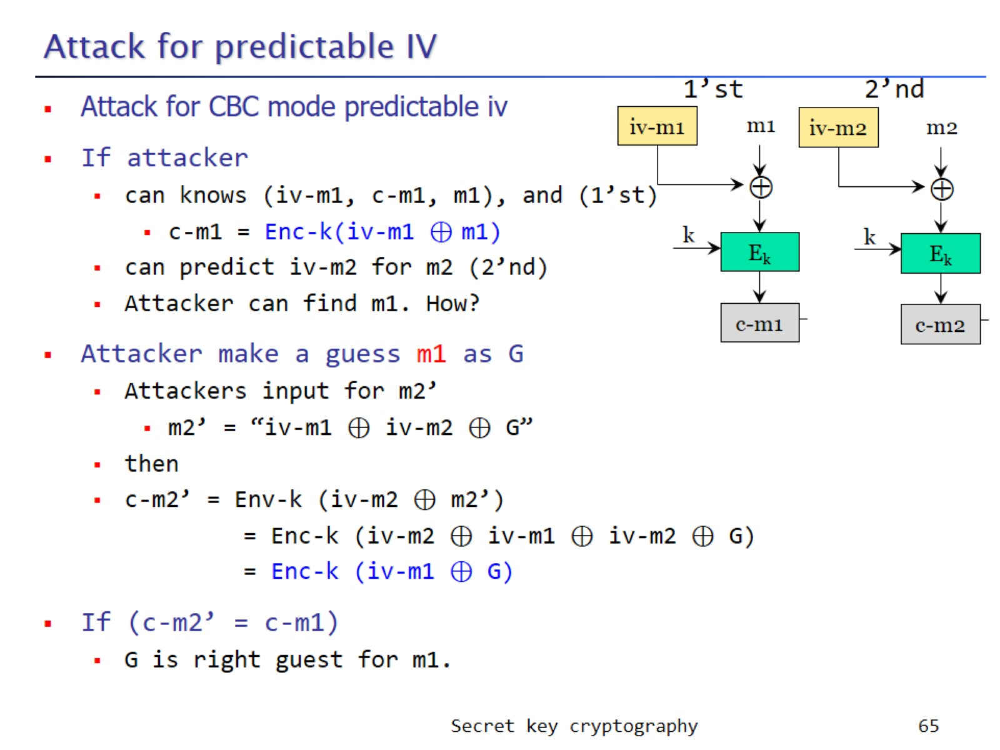 Attack for predictable IV
Attack for CBC mode predictable iv
If attacker
can knows (iv-m1, c-m1, m1), and (1’st)
c-m1 = Enc-k(iv-m1 ⊕ m1)
can predict iv-m2 for m2 (2’nd)
Attacker can find m1. How?
Attacker make a guess m1 as G
Attackers input for m2’
m2’ = “iv-m1 ⊕ iv-m2 ⊕ G”
then
c-m2’ = Env-k (iv-m2 ⊕ m2’)
= Enc-k (iv-m2 ⊕ iv-m1 ⊕ iv-m2 ⊕ G)
= Enc-k (iv-m1 ⊕ G)
If (c-m2’ = c-m1)
G is right guest for m1.
1’st
iv-m1
m1
k
Ek
c-m1
2’nd
iv-m2
m2
k
Ek
c-m2
Secret key cryptography
65